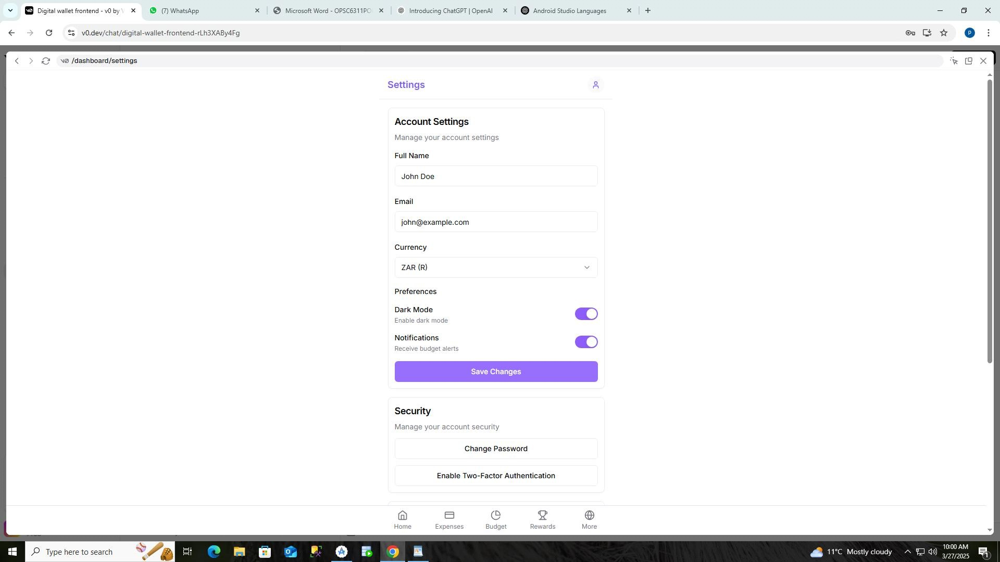 Digital wallet frontend - v0 by
(7) WhatsApp
Microsoft Word - OPSC6311PO
Introducing ChatGPT | OpenAI
Android Studio Languages
v0.dev/chat/digital-wallet-frontend-rLh3XABy4Fg
P
/dashboard/settings
Settings
Account Settings
Manage your account settings
Full Name
John Doe
Email
john@example.com
Currency
ZAR (R)
Preferences
Dark Mode
Enable dark mode
Notifications
Receive budget alerts
Save Changes
Security
Manage your account security
Change Password
Enable Two-Factor Authentication
Home
Expenses
Budget
Rewards
More
Type here to search
11°C Mostly cloudy
10:00 AM
3/27/2025
1